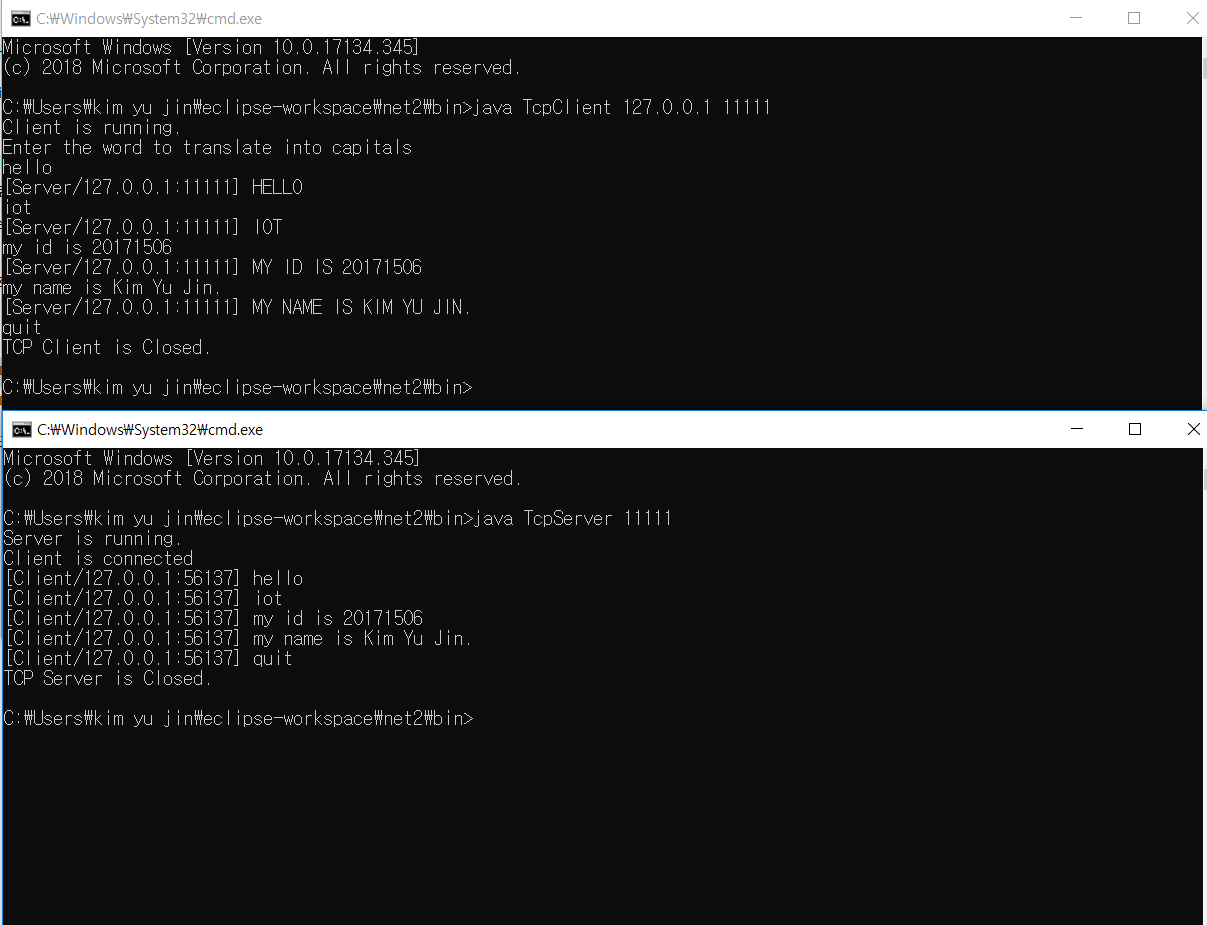 C:₩Windows₩System32₩cmd.exe
Microsoft Windows [Version 10.0.17134.345]
(c) 2018 Microsoft Corporation. All rights reserved.
C:₩Users₩kim yu jin₩eclipse-workspace₩net2₩bin>java TcpClient 127.0.0.1 11111
Client is running.
Enter the word to translate into capitals
hello
[Server/127.0.0.1:11111] HELLO
iot
[Server/127.0.0.1:11111] IOT
my id is 20171506
[Server/127.0.0.1:11111] MY ID IS 20171506
my name is Kim Yu Jin.
[Server/127.0.0.1:11111] MY NAME IS KIM YU JIN.
quit
TCP Client is Closed.
C:₩Users₩kim yu jin₩eclipse-workspace₩net2₩bin>
C:₩Windows₩System32₩cmd.exe
Microsoft Windows [Version 10.0.17134.345]
(c) 2018 Microsoft Corporation. All rights reserved.
C:₩Users₩kim yu jin₩eclipse-workspace₩net2₩bin>java TcpServer 11111
Server is running.
Client is connected
[Client/127.0.0.1:56137] hello
[Client/127.0.0.1:56137] iot
[Client/127.0.0.1:56137] my id is 20171506
[Client/127.0.0.1:56137] my name is Kim Yu Jin.
[Client/127.0.0.1:56137] quit
TCP Server is Closed.
C:₩Users₩kim yu jin₩eclipse-workspace₩net2₩bin>